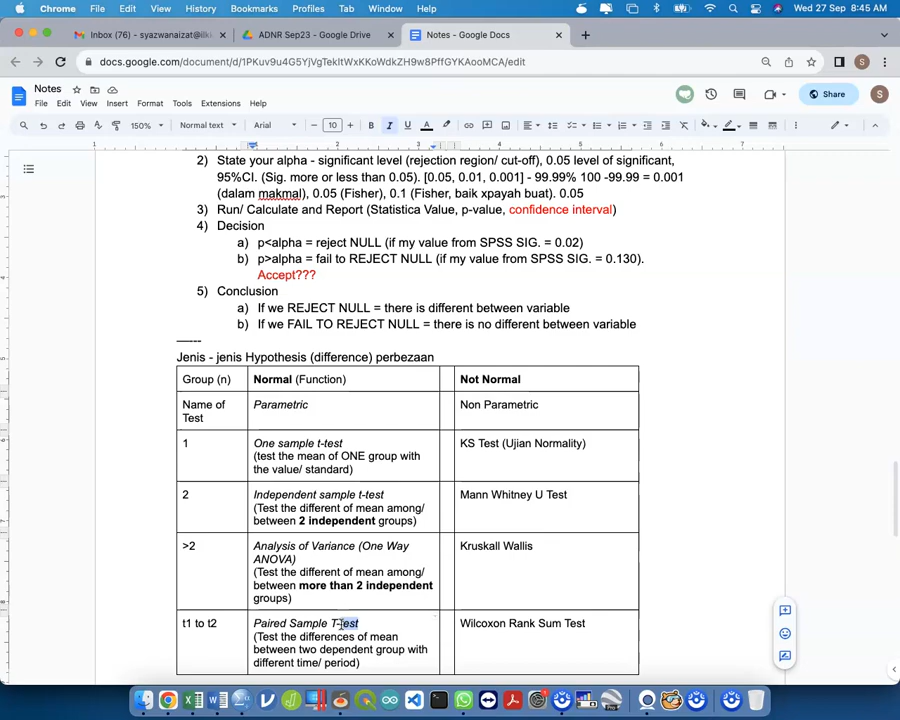 Chrome File Edit View History Bookmarks Profiles Tab Window Help Wed 27 Sep 8:45 AM
Inbox (76) - syazwanaizat@ilki ADNR Sep23 - Google Drive Notes - Google Docs
docs.google.com/document/d/1PKuv9u4G5YjVgTekItWxKKoWdkZH9w8PffGYKAooMCA/edit
Notes
File Edit View Insert Format Tools Extensions Help
Share
S
150% Normal text Arial 10
1 1 2 3 4 5 6 7
2) State your alpha - significant level (rejection region/ cut-off), 0.05 level of significant,
95%CI. (Sig. more or less than 0.05). [0.05, 0.01, 0.001] - 99.99% 100 -99.99 = 0.001
(dalam makmal), 0.05 (Fisher), 0.1 (Fisher, baik xpayah buat). 0.05
3) Run/ Calculate and Report (Statistica Value, p-value, confidence interval)
4) Decision
a) p<alpha = reject NULL (if my value from SPSS SIG. = 0.02)
b) p>alpha = fail to REJECT NULL (if my value from SPSS SIG. = 0.130).
Accept???
5) Conclusion
a) If we REJECT NULL = there is different between variable
b) If we FAIL TO REJECT NULL = there is no different between variable
-----
Jenis - jenis Hypothesis (difference) perbezaan
Group (n) Normal (Function) Not Normal
Name of Test Parametric Non Parametric
1 One sample t-test KS Test (Ujian Normality)
(test the mean of ONE group with
the value/ standard)
2 Independent sample t-test Mann Whitney U Test
(Test the different of mean among/
between 2 independent groups)
>2 Analysis of Variance (One Way Kruskall Wallis
ANOVA)
(Test the different of mean among/
between more than 2 independent
groups)
t1 to t2 Paired Sample T-test Wilcoxon Rank Sum Test
(Test the differences of mean
between two dependent group with
different time/ period)